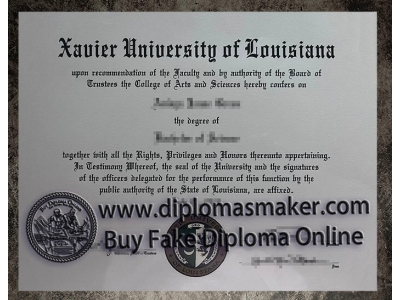 Xavier University of Louisiana
upon recommendation of the Faculty and by authority of the Board of
Trustees the College of Arts and Sciences hereby confers on
the degree of
together with all the Rights, Privileges and Honors thereunto appertaining.
In Testimony Whereof, the seal of the University and the signatures
of the officers delegated for the performance of this function by the
public authority of the State of Louisiana, are affixed.
www.diplomasmaker.com
Buy Fake Diploma Online